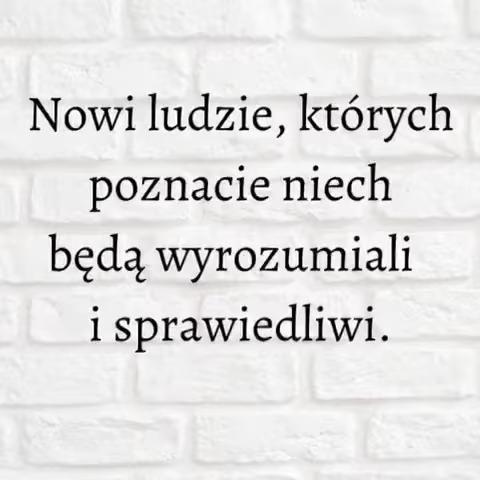 Nowi ludzie, których
poznacie niech
będą wyrozumiali
i sprawiedliwi.